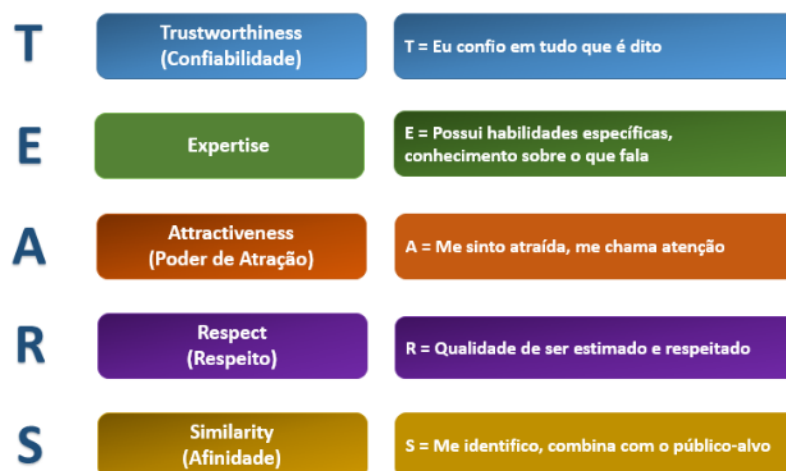 T
Trustworthiness
(Confiabilidade)
T = Eu confio em tudo que é dito
E
Expertise
E = Possui habilidades específicas,
conhecimento sobre o que fala
A
Attractiveness
(Poder de Atração)
A = Me sinto atraída, me chama atenção
R
Respect
(Respeito)
R = Qualidade de ser estimado e respeitado
S
Similarity
(Afinidade)
S = Me identifico, combina com o público-alvo